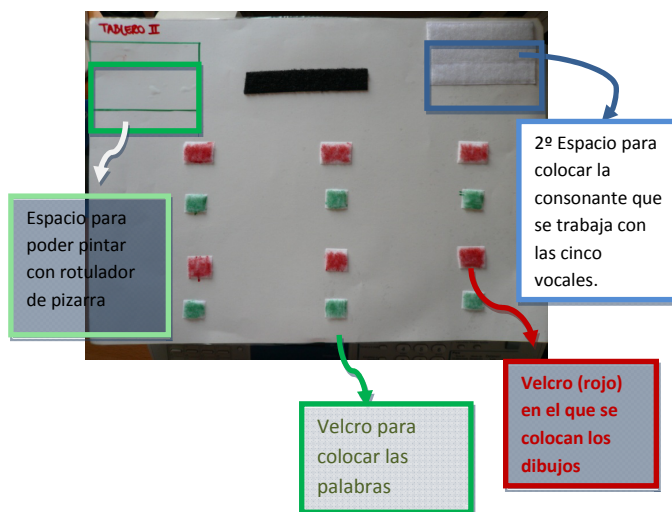 TABLERO II
2º Espacio para
colocar la
consonante que
se trabaja con
las cinco
vocales.
Espacio para
poder pintar
con rotulador
de pizarra
Velcro (rojo)
en el que se
colocan los
dibujos
Velcro para
colocar las
palabras